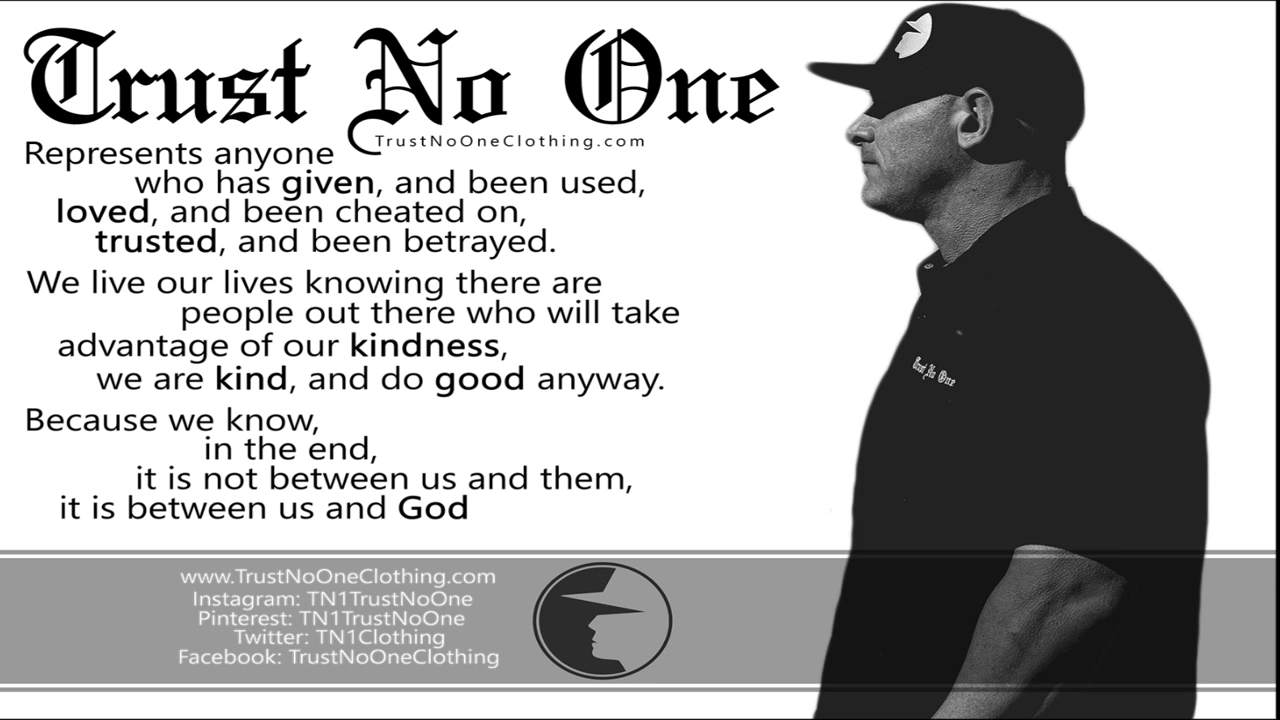 Trust No One
TrustNoOneClothing.com
Represents anyone
who has given, and been used,
loved, and been cheated on,
trusted, and been betrayed.
We live our lives knowing there are
people out there who will take
advantage of our kindness,
we are kind, and do good anyway.
Because we know,
in the end,
it is not between us and them,
it is between us and God
Trust No One
www.TrustNoOneClothing.com
Instagram: TN1TrustNoOne
Pinterest: TN1TrustNoOne
Twitter: TN1Clothing
Facebook: TrustNoOneClothing